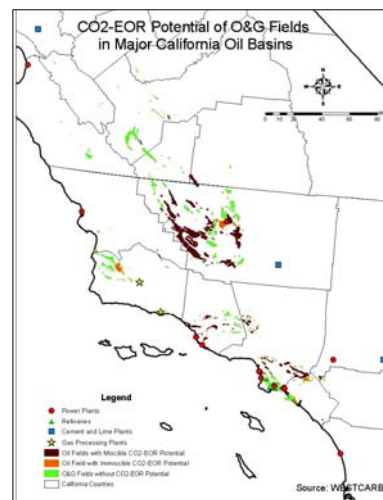 CO2-EOR Potential of O&G Fields
in Major California Oil Basins
N
W
E
S
Legend
Power Plants
Refineries
Cement and Lime Plants
Gas Processing Plants
Oil Fields with Miscible CO2-EOR Potential
Oil Field with Immiscible CO2-EOR Potential
O&G Fields without CO2-EOR Potential
California Counties
Source: WESTCARB